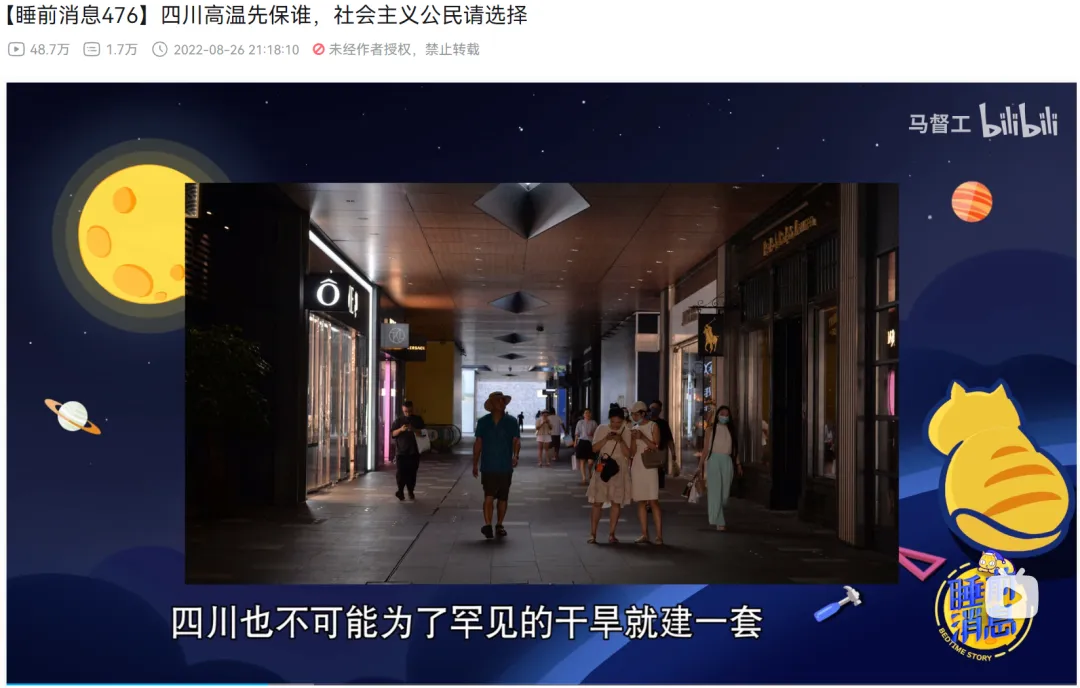 【睡前消息476】四川高温先保谁，社会主义公民请选择
48.7万 1.7万 2022-08-26 21:18:10 未经作者授权，禁止转载
马督工 bilibili
四川也不可能为了罕见的干旱就建一套
睡前
消息
BEDTIME STORY